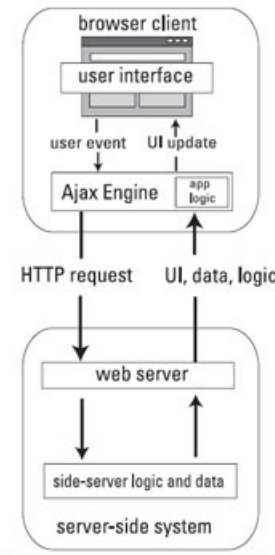 browser client
user interface
user event
UI update
Ajax Engine
app
logic
HTTP request
UI, data, logic
web server
side-server logic and data
server-side system